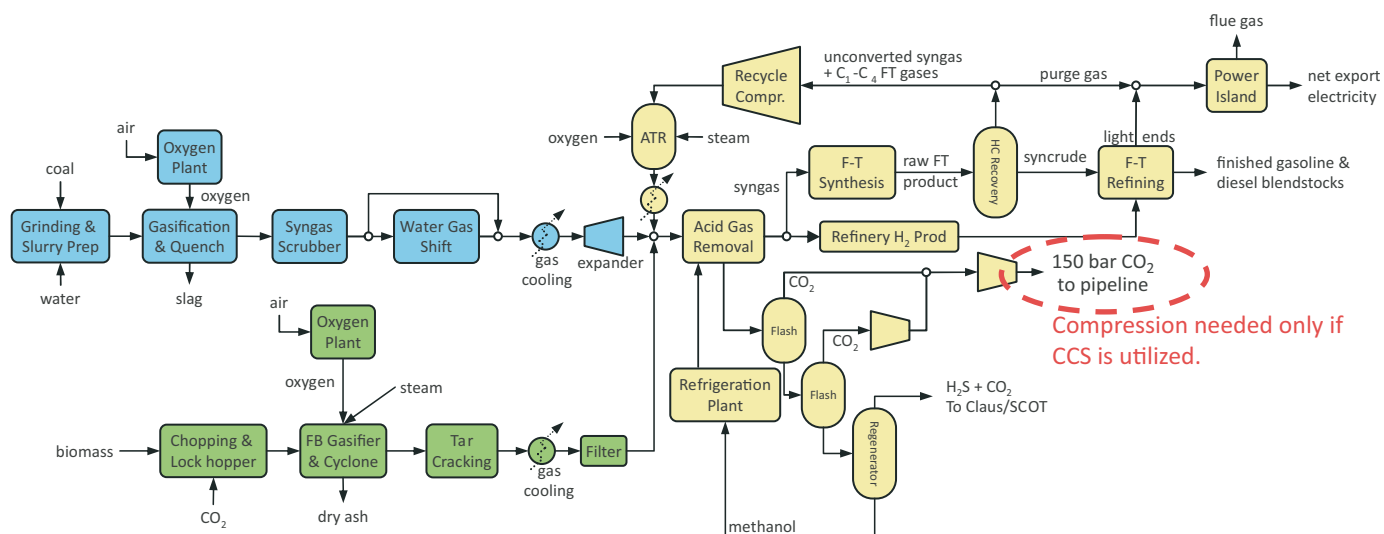 flue gas
unconverted syngas
+ C₁-C₄ FT gases
purge gas
Recycle
Compr.
Power
Island
net export
electricity
oxygen
ATR
steam
light ends
air
Oxygen
Plant
coal
oxygen
syngas
F-T
Synthesis
raw FT
product
HC Recovery
syncrude
F-T
Refining
finished gasoline &
diesel blendstocks
Grinding &
Slurry Prep
Gasification
& Quench
Syngas
Scrubber
Water Gas
Shift
gas
cooling
expander
Acid Gas
Removal
Refinery H₂ Prod
water
slag
CO₂
150 bar CO₂
to pipeline
Compression needed only if
CCS is utilized.
air
Oxygen
Plant
oxygen
steam
Flash
CO₂
Refrigeration
Plant
Flash
H₂S + CO₂
To Claus/SCOT
biomass
Chopping &
Lock hopper
FB Gasifier
& Cyclone
Tar
Cracking
gas
cooling
Filter
Regenerator
CO₂
dry ash
methanol